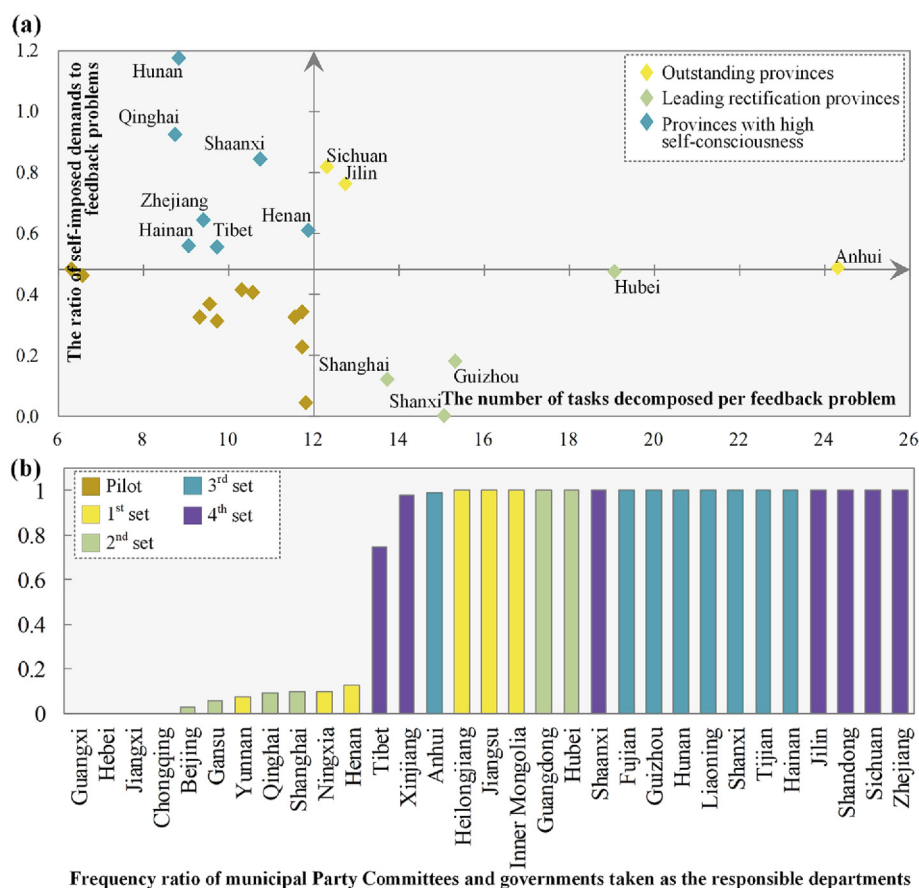 (a)
1.2
1.0
0.8
0.6
0.4
0.2
0.0
The ratio of self-imposed demands to
feedback problems
Hunan
Qinghai
Shaanxi
Zhejiang
Hainan
Tibet
Henan
Sichuan
Jilin
Anhui
Hubei
Shanghai
Guizhou
Shanxi
Outstanding provinces
Leading rectification provinces
Provinces with high
self-consciousness
The number of tasks decomposed per feedback problem
6 8 10 12 14 16 18 20 22 24 26
(b)
1
0.8
0.6
0.4
0.2
0
Pilot
1st set
2nd set
3rd set
4th set
Guangxi
Hebei
Jiangxi
Chongqing
Beijing
Gansu
Yunnan
Qinghai
Shanghai
Ningxia
Henan
Tibet
Xinjiang
Anhui
Heilongjiang
Jiangsu
Inner Mongolia
Guangdong
Hubei
Shaanxi
Fujian
Guizhou
Hunan
Liaoning
Shanxi
Tijian
Hainan
Jilin
Shandong
Sichuan
Zhejiang
Frequency ratio of municipal Party Committees and governments taken as the responsible departments